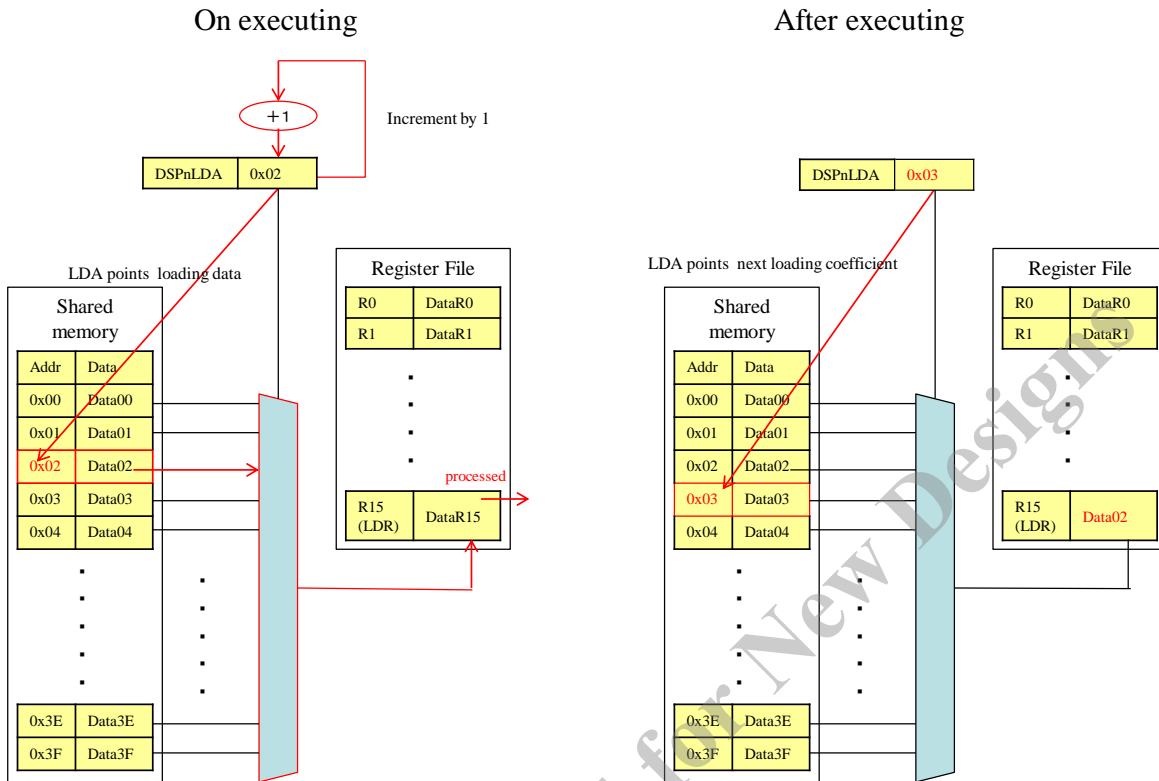 On executing
+1
Increment by 1
DSPnLDA 0x02
LDA points loading data
Shared
memory
Addr Data
0x00 Data00
0x01 Data01
0x02 Data02
0x03 Data03
0x04 Data04
0x3E Data3E
0x3F Data3F
Register File
R0 DataR0
R1 DataR1
processed
R15
(LDR) DataR15
After executing
DSPnLDA 0x03
LDA points next loading coefficient
Shared
memory
Addr Data
0x00 Data00
0x01 Data01
0x02 Data02
0x03 Data03
0x04 Data04
0x3E Data3E
0x3F Data3F
Register File
R0 DataR0
R1 DataR1
R15
(LDR) Data02
for New Designs